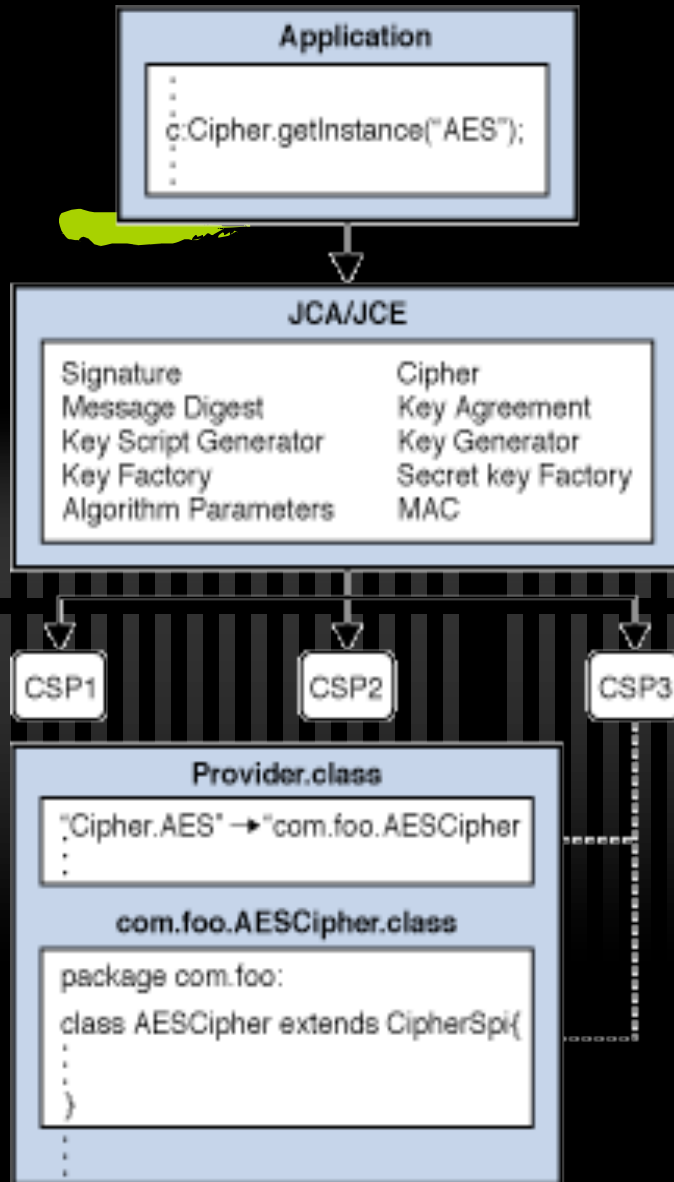 Application
c:Cipher.getInstance("AES");
JCA/JCE
Signature
Message Digest
Key Script Generator
Key Factory
Algorithm Parameters
Cipher
Key Agreement
Key Generator
Secret key Factory
MAC
CSP1
CSP2
CSP3
Provider.class
"Cipher.AES" → "com.foo.AESCipher
com.foo.AESCipher.class
package com.foo:
class AESCipher extends CipherSpi{
}